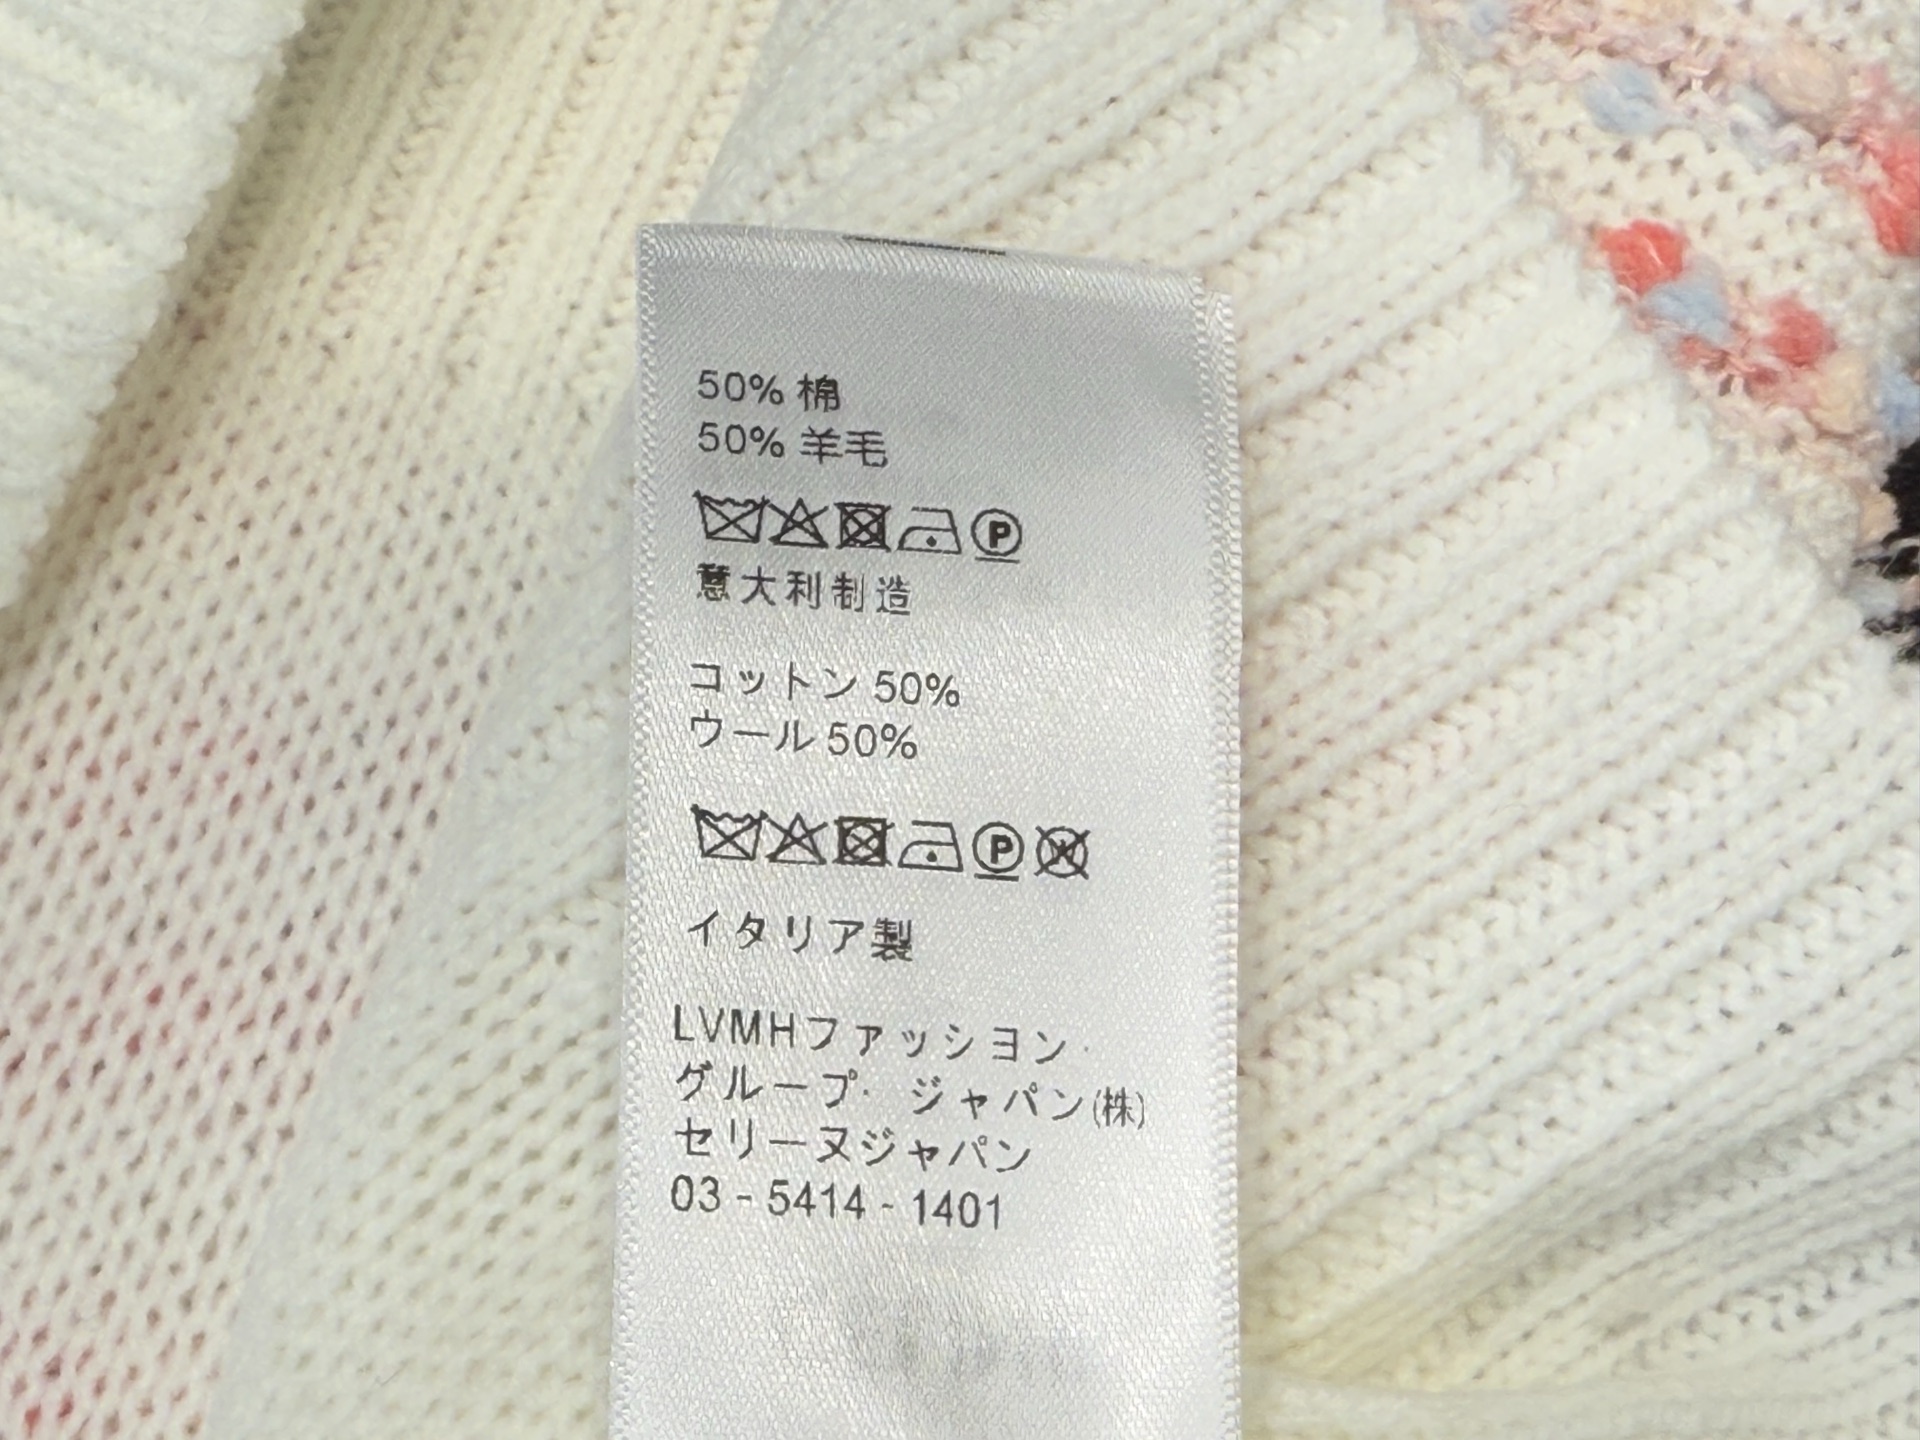 50% 棉
50% 羊毛
P
意大利制造
コットン 50%
ウール 50%
P W
イタリア製
LVMHファッション・
グループ・ ジャパン(株)
セリーヌジャパン
03 - 5414 - 1401